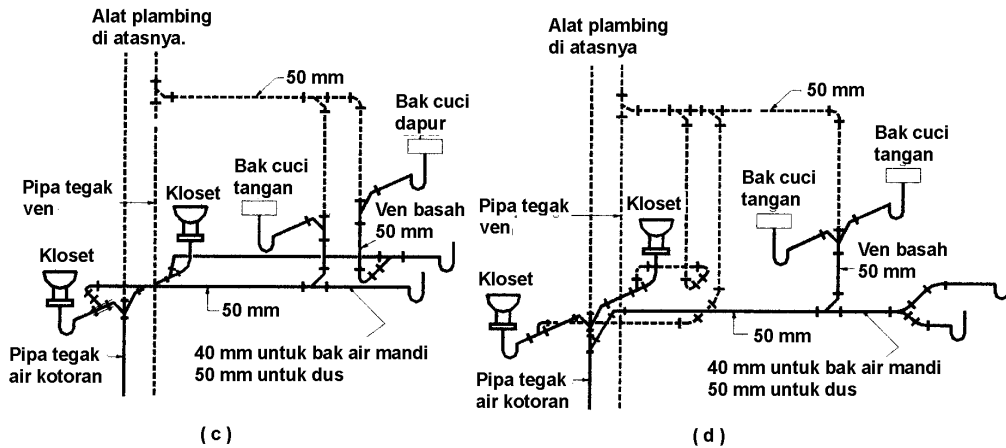 Alat plambing
di atasnya.
50 mm
Bak cuci
dapur
Bak cuci
tangan
Pipa tegak
ven
Kloset
Ven basah
50 mm
Kloset
50 mm
Pipa tegak
air kotoran
40 mm untuk bak air mandi
50 mm untuk dus
( c )
Alat plambing
di atasnya
50 mm
Bak cuci
tangan
Bak cuci
tangan
Pipa tegak
ven
Kloset
Ven basah
50 mm
Kloset
50 mm
Pipa tegak
air kotoran
40 mm untuk bak air mandi
50 mm untuk dus
( d )